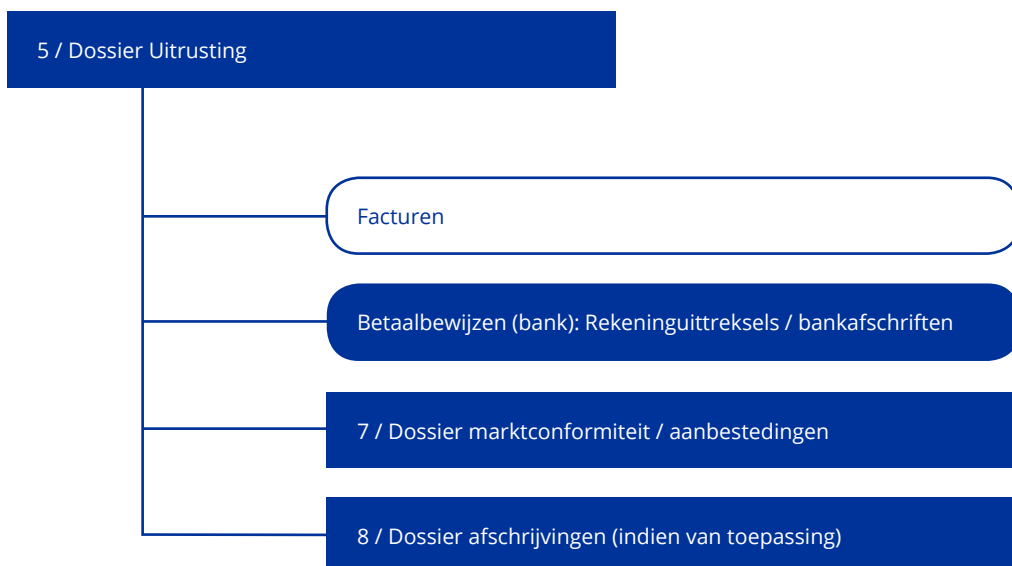 5 / Dossier Uitrusting
Facturen
Betaalbewijzen (bank): Rekeninguittreksels / bankafschriften
7 / Dossier marktconformiteit / aanbestedingen
8 / Dossier afschrijvingen (indien van toepassing)